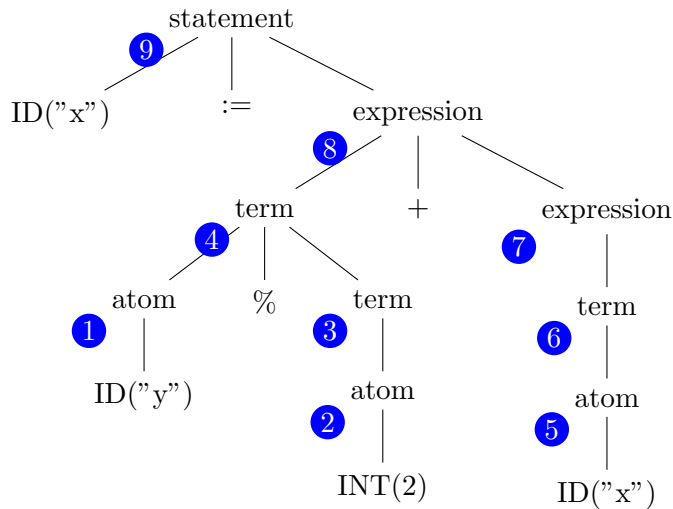 statement
9
ID("x")
:=
expression
8
term
+
expression
4
7
atom
%
term
term
1
3
6
ID("y")
atom
atom
2
5
INT(2)
ID("x")